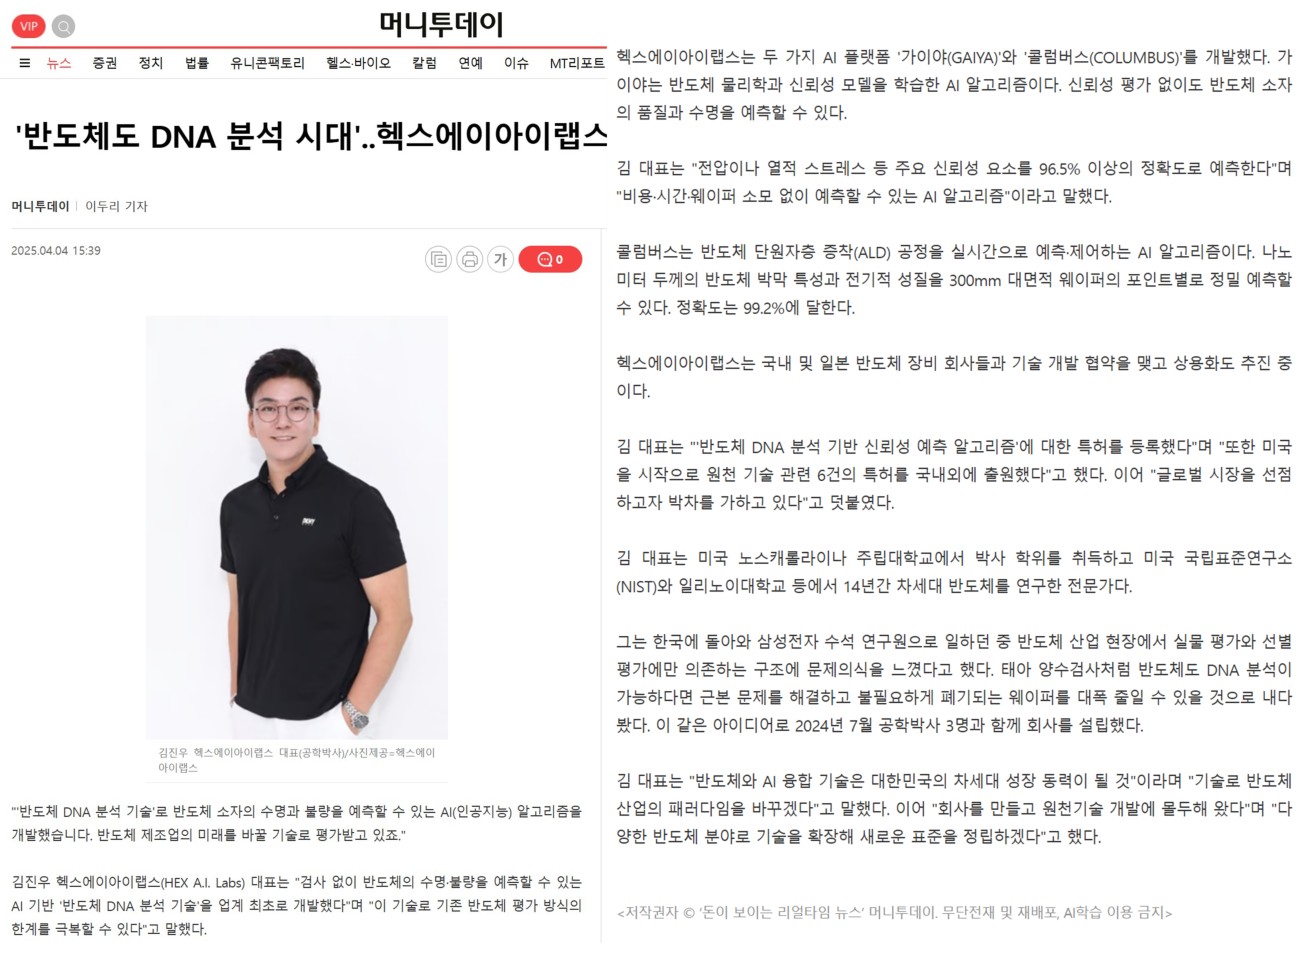 VIP
머니투데이
뉴스 증권 정치 법률 유니콘팩토리 헬스·바이오 칼럼 연예 이슈 MT리포트
'반도체도 DNA 분석 시대'..헥스에이아이랩스
머니투데이 | 이두리 기자
2025.04.04 15:39
가
0
DKNY
김진우 헥스에이아이랩스 대표(공학박사)/사진제공=헥스에이
아이랩스
"'반도체 DNA 분석 기술'로 반도체 소자의 수명과 불량을 예측할 수 있는 AI(인공지능) 알고리즘을
개발했습니다. 반도체 제조업의 미래를 바꿀 기술로 평가받고 있죠."
김진우 헥스에이아이랩스(HEX A.I. Labs) 대표는 "검사 없이 반도체의 수명·불량을 예측할 수 있는
AI 기반 '반도체 DNA 분석 기술'을 업계 최초로 개발했다"며 "이 기술로 기존 반도체 평가 방식의
한계를 극복할 수 있다"고 말했다.
헥스에이아이랩스는 두 가지 AI 플랫폼 '가이야(GAIYA)'와 '콜럼버스(COLUMBUS)'를 개발했다. 가
이야는 반도체 물리학과 신뢰성 모델을 학습한 AI 알고리즘이다. 신뢰성 평가 없이도 반도체 소자
의 품질과 수명을 예측할 수 있다.
김 대표는 "전압이나 열적 스트레스 등 주요 신뢰성 요소를 96.5% 이상의 정확도로 예측한다"며
"비용·시간·웨이퍼 소모 없이 예측할 수 있는 AI 알고리즘"이라고 말했다.
콜럼버스는 반도체 단원자층 증착(ALD) 공정을 실시간으로 예측·제어하는 AI 알고리즘이다. 나노
미터 두께의 반도체 박막 특성과 전기적 성질을 300mm 대면적 웨이퍼의 포인트별로 정밀 예측할
수 있다. 정확도는 99.2%에 달한다.
헥스에이아이랩스는 국내 및 일본 반도체 장비 회사들과 기술 개발 협약을 맺고 상용화도 추진 중
이다.
김 대표는 "'반도체 DNA 분석 기반 신뢰성 예측 알고리즘'에 대한 특허를 등록했다"며 "또한 미국
을 시작으로 원천 기술 관련 6건의 특허를 국내외에 출원했다"고 했다. 이어 "글로벌 시장을 선점
하고자 박차를 가하고 있다"고 덧붙였다.
김 대표는 미국 노스캐롤라이나 주립대학교에서 박사 학위를 취득하고 미국 국립표준연구소
(NIST)와 일리노이대학교 등에서 14년간 차세대 반도체를 연구한 전문가다.
그는 한국에 돌아와 삼성전자 수석 연구원으로 일하던 중 반도체 산업 현장에서 실물 평가와 선별
평가에만 의존하는 구조에 문제의식을 느꼈다고 했다. 태아 양수검사처럼 반도체도 DNA 분석이
가능하다면 근본 문제를 해결하고 불필요하게 폐기되는 웨이퍼를 대폭 줄일 수 있을 것으로 내다
봤다. 이 같은 아이디어로 2024년 7월 공학박사 3명과 함께 회사를 설립했다.
김 대표는 "반도체와 AI 융합 기술은 대한민국의 차세대 성장 동력이 될 것"이라며 "기술로 반도체
산업의 패러다임을 바꾸겠다"고 말했다. 이어 "회사를 만들고 원천기술 개발에 몰두해 왔다"며 "다
양한 반도체 분야로 기술을 확장해 새로운 표준을 정립하겠다"고 했다.
<저작권자 © '돈이 보이는 리얼타임 뉴스' 머니투데이. 무단전재 및 재배포, AI학습 이용 금지>